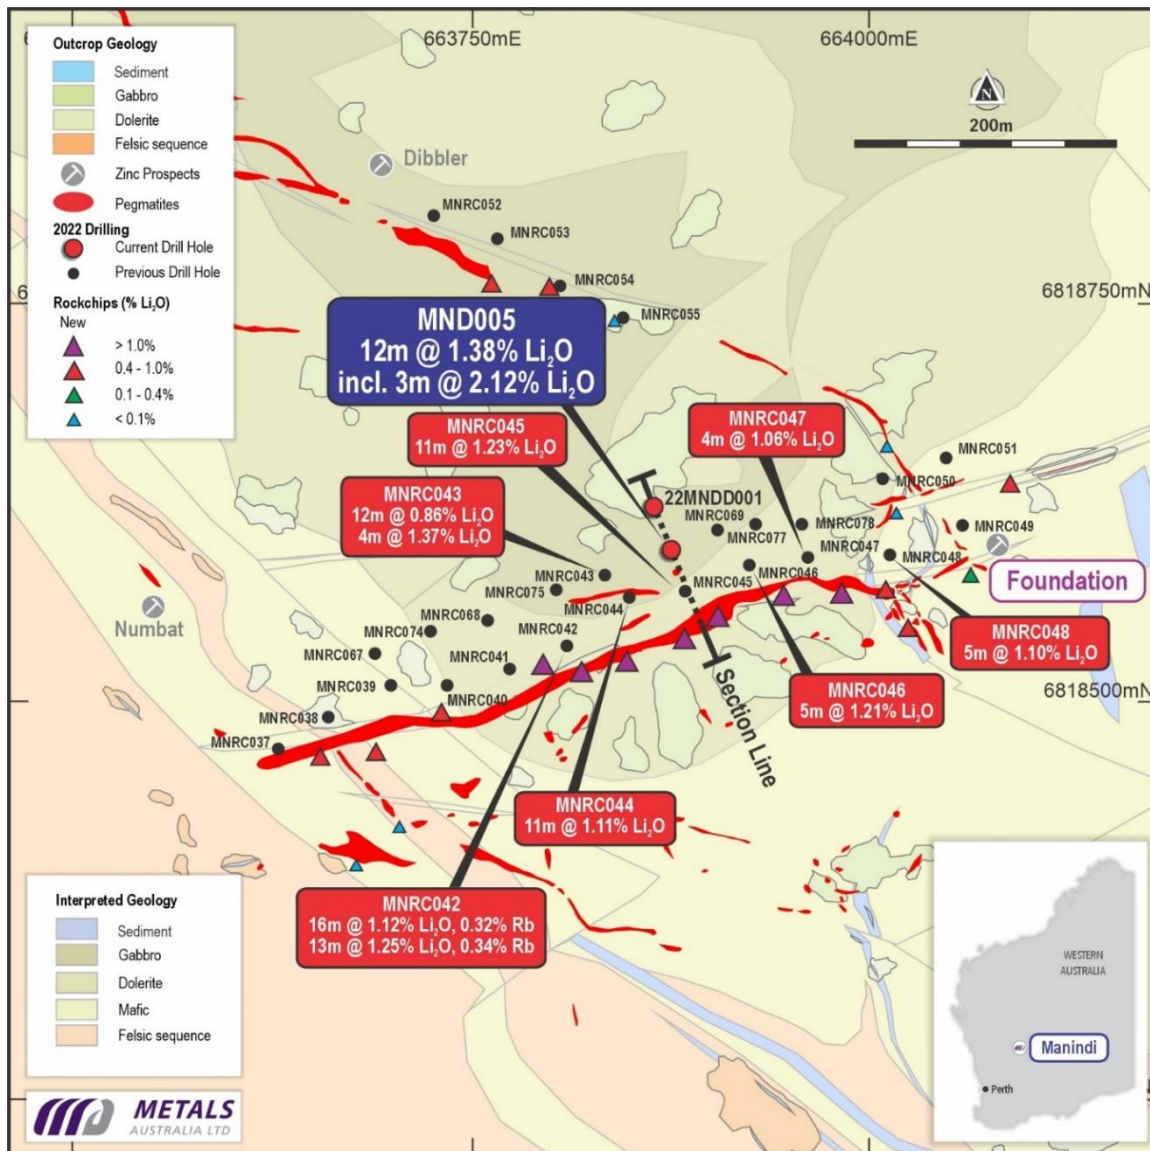 663750mE
664000mE
Outcrop Geology
Sediment
Gabbro
Dolerite
Felsic sequence
Zinc Prospects
Pegmatites
2022 Drilling
Current Drill Hole
Previous Drill Hole
Rockchips (% Li₂O)
New
> 1.0%
0.4 - 1.0%
0.1 - 0.4%
< 0.1%
N
200m
Dibbler
MNRC052
MNRC053
MNRC054
MNRC055
6818750mN
MND005
12m @ 1.38% Li₂O
incl. 3m @ 2.12% Li₂O
MNRC045
11m @ 1.23% Li₂O
MNRC047
4m @ 1.06% Li₂O
MNRC043
12m @ 0.86% Li₂O
4m @ 1.37% Li₂O
MNRC051
MNRC050
MNRC049
22MNDD001
MNRC069
MNRC077
MNRC078
MNRC047
MNRC048
MNRC046
MNRC045
MNRC043
MNRC075
MNRC044
MNRC068
MNRC074
MNRC042
MNRC067
MNRC041
MNRC039
MNRC040
MNRC038
MNRC037
Foundation
Numbat
MNRC048
5m @ 1.10% Li₂O
MNRC046
5m @ 1.21% Li₂O
6818500mN
Section Line
MNRC044
11m @ 1.11% Li₂O
MNRC042
16m @ 1.12% Li₂O, 0.32% Rb
13m @ 1.25% Li₂O, 0.34% Rb
Interpreted Geology
Sediment
Gabbro
Dolerite
Mafic
Felsic sequence
METALS
AUSTRALIA LTD
WESTERN
AUSTRALIA
Manindi
Perth